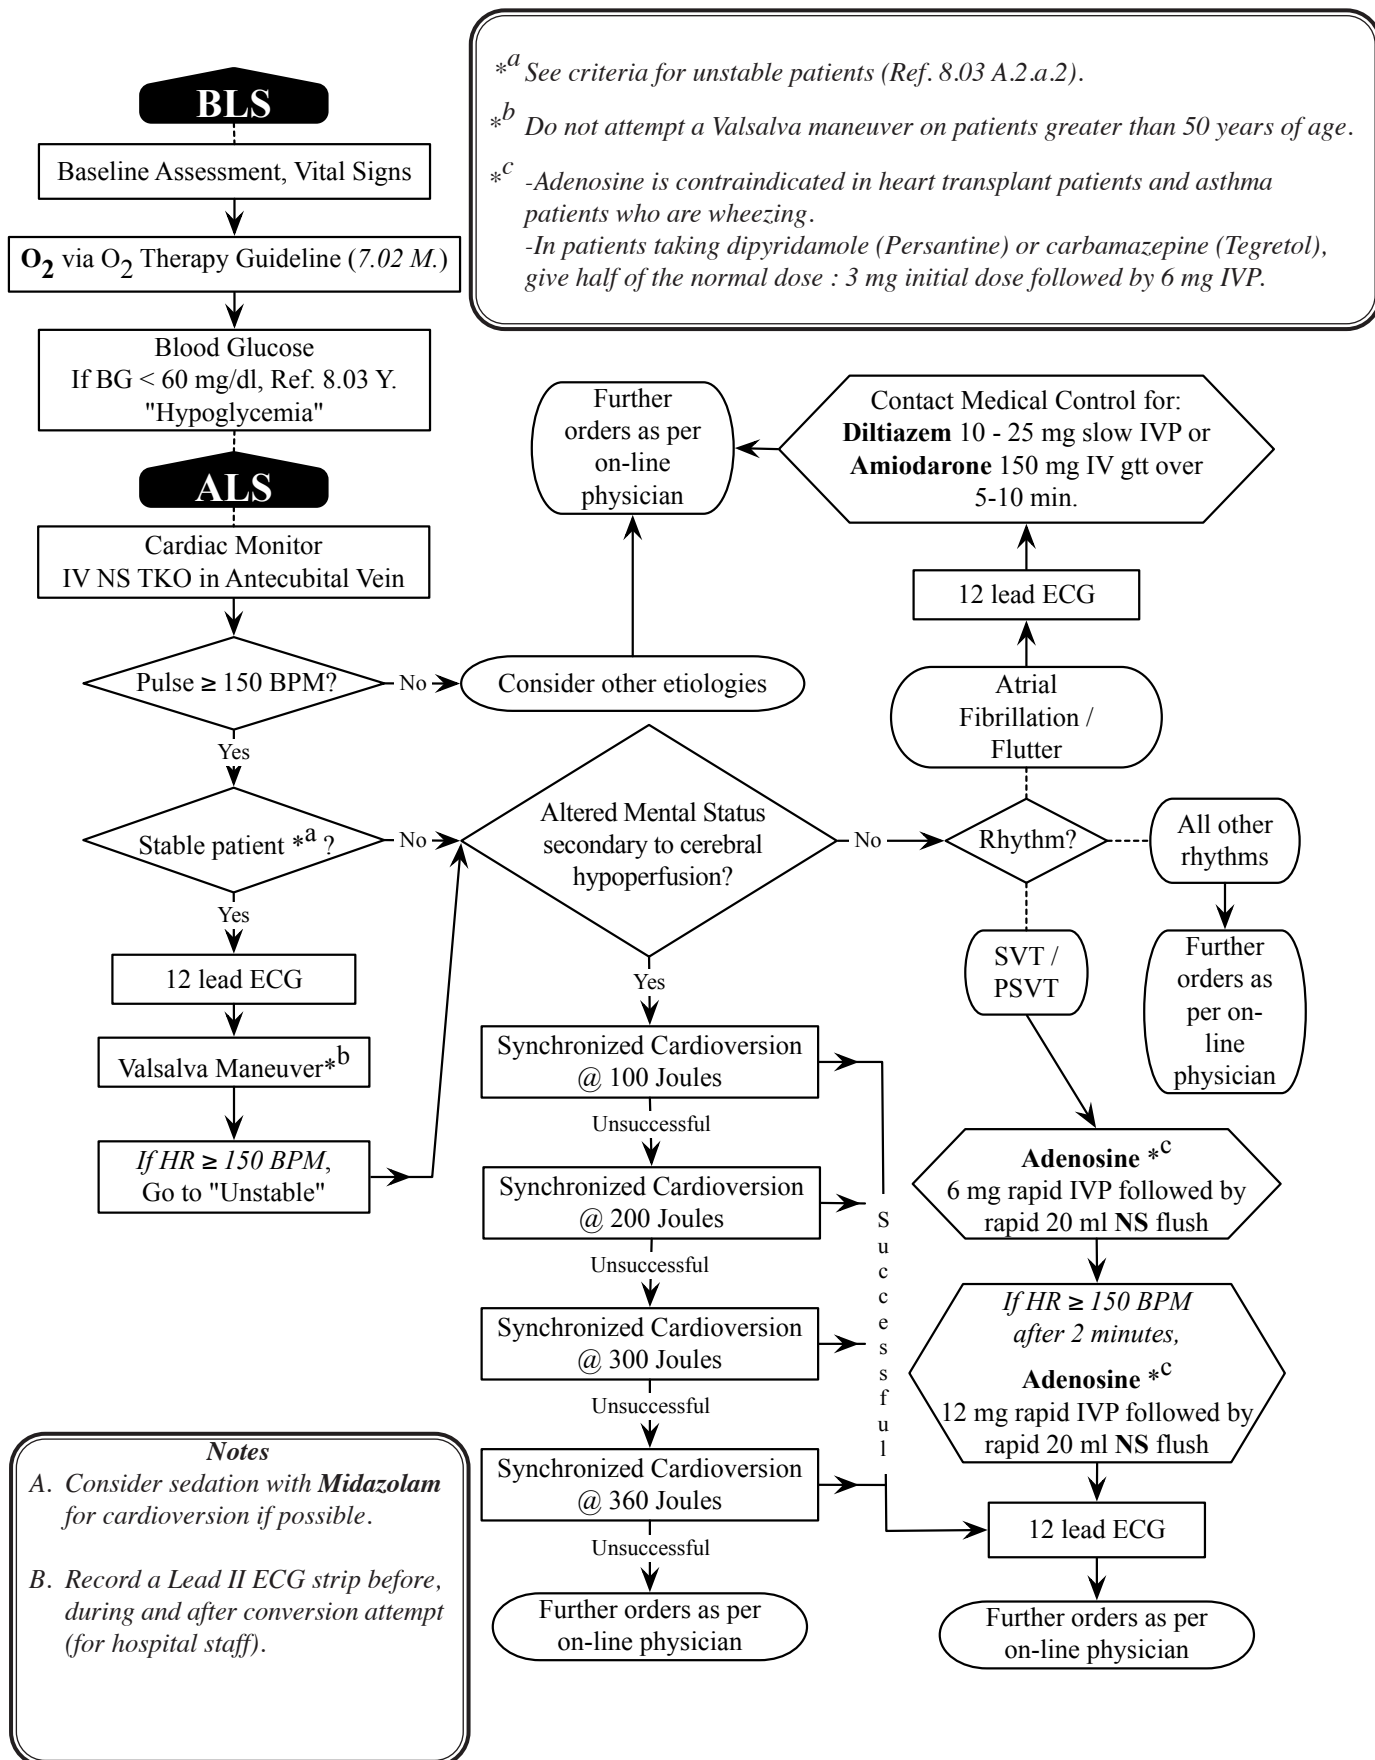 *a See criteria for unstable patients (Ref. 8.03 A.2.a.2).
*b Do not attempt a Valsalva maneuver on patients greater than 50 years of age.
*c -Adenosine is contraindicated in heart transplant patients and asthma
patients who are wheezing.
-In patients taking dipyridamole (Persantine) or carbamazepine (Tegretol),
give half of the normal dose : 3 mg initial dose followed by 6 mg IVP.
BLS
Baseline Assessment, Vital Signs
O2 via O2 Therapy Guideline (7.02 M.)
Blood Glucose
If BG < 60 mg/dl, Ref. 8.03 Y.
"Hypoglycemia"
ALS
Cardiac Monitor
IV NS TKO in Antecubital Vein
Pulse ≥ 150 BPM?
No
Consider other etiologies
Further
orders as per
on-line
physician
Yes
Stable patient *a ?
No
Yes
12 lead ECG
Valsalva Maneuver*b
If HR ≥ 150 BPM,
Go to "Unstable"
Altered Mental Status
secondary to cerebral
hypoperfusion?
No
Yes
Synchronized Cardioversion
@ 100 Joules
Unsuccessful
Synchronized Cardioversion
@ 200 Joules
Unsuccessful
Synchronized Cardioversion
@ 300 Joules
Unsuccessful
Synchronized Cardioversion
@ 360 Joules
Unsuccessful
Further orders as per
on-line physician
Successful
Rhythm?
Atrial
Fibrillation /
Flutter
12 lead ECG
Contact Medical Control for:
Diltiazem 10 - 25 mg slow IVP or
Amiodarone 150 mg IV gtt over
5-10 min.
All other
rhythms
Further
orders as
per on-
line
physician
SVT /
PSVT
Adenosine *c
6 mg rapid IVP followed by
rapid 20 ml NS flush
If HR ≥ 150 BPM
after 2 minutes,
Adenosine *c
12 mg rapid IVP followed by
rapid 20 ml NS flush
12 lead ECG
Further orders as per
on-line physician
Notes
A. Consider sedation with Midazolam
for cardioversion if possible.
B. Record a Lead II ECG strip before,
during and after conversion attempt
(for hospital staff).